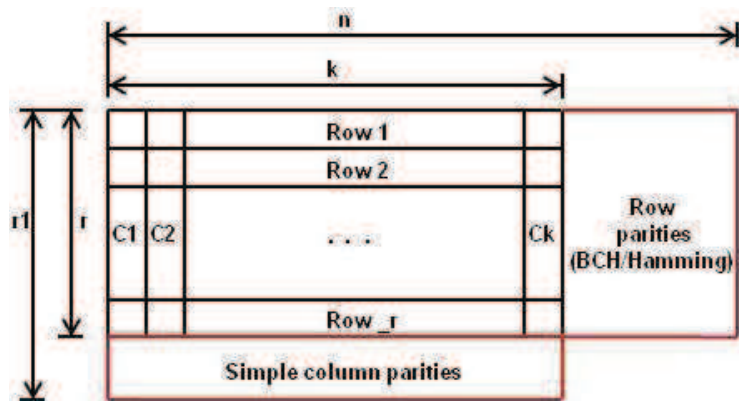 n
k
Row 1
Row 2
r1 r C1 C2 . . . Ck
Row
parities
(BCH/Hamming)
Row _r
Simple column parities